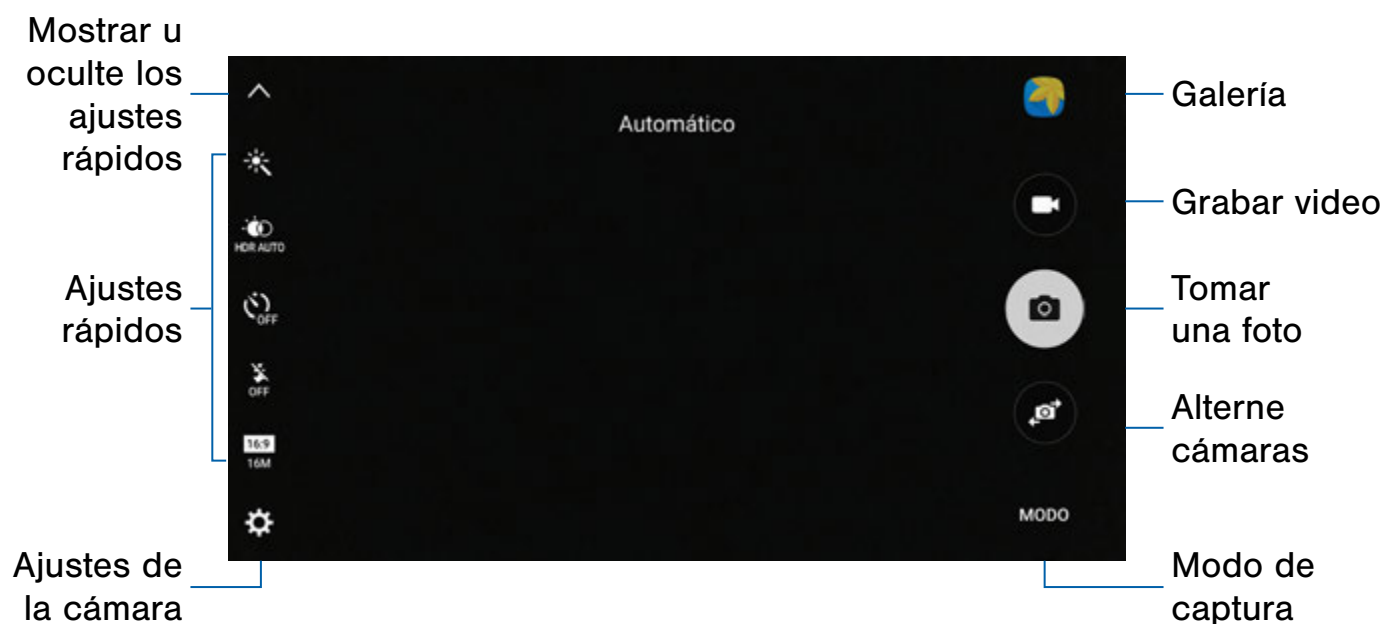 Mostrar u
oculte los
ajustes
rápidos
Ajustes
rápidos
Ajustes de
la cámara
Automático
HDR AUTO
OFF
OFF
16:9
16M
MODO
Galería
Grabar video
Tomar
una foto
Alterne
cámaras
Modo de
captura